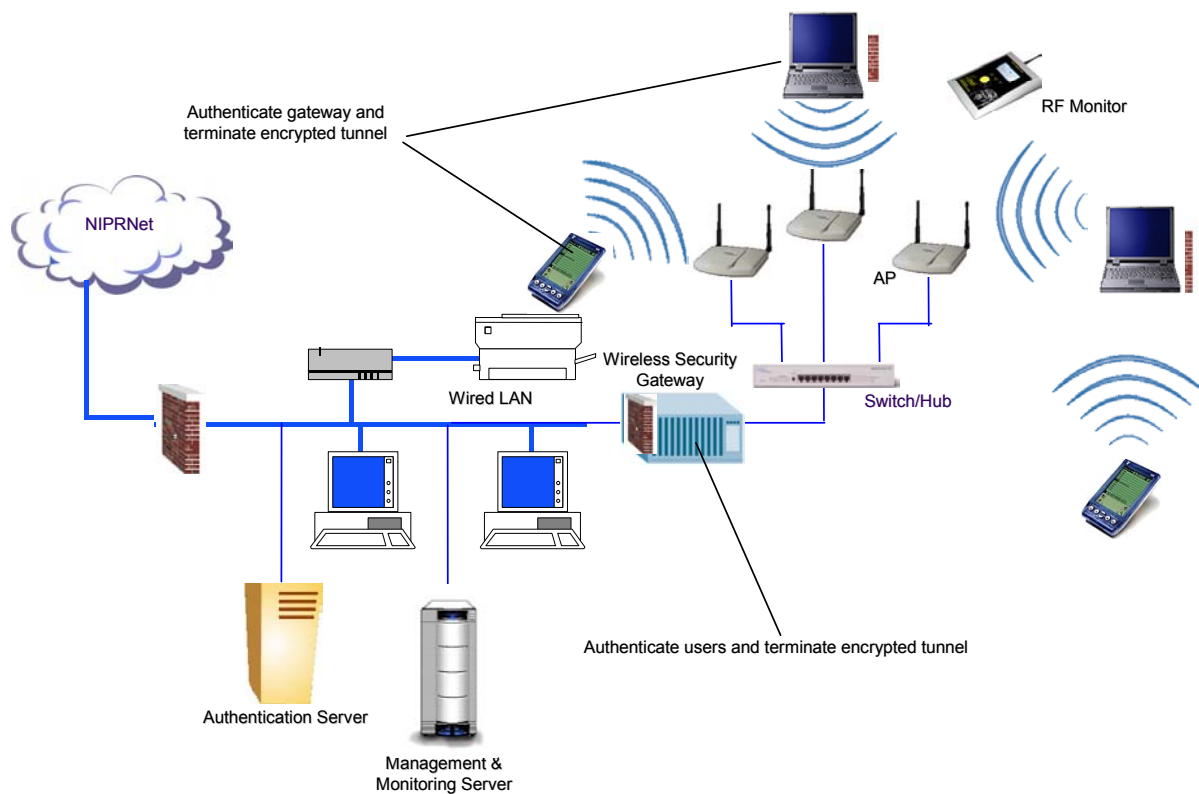 Authenticate gateway and
terminate encrypted tunnel
RF Monitor
NIPRNet
AP
Wireless Security
Gateway
Wired LAN
Switch/Hub
Authenticate users and terminate encrypted tunnel
Authentication Server
Management &
Monitoring Server